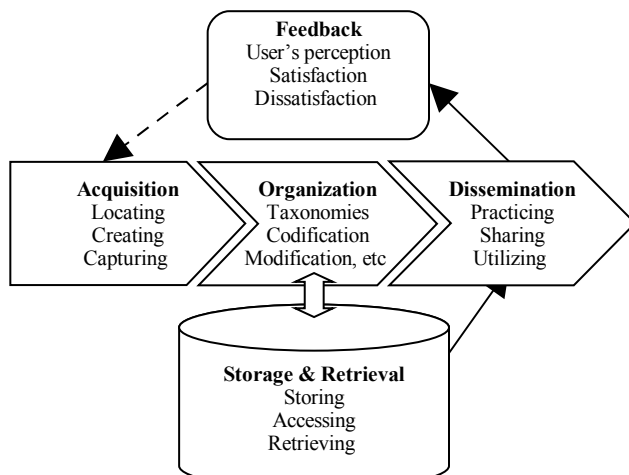 Feedback
User's perception
Satisfaction
Dissatisfaction
Acquisition
Locating
Creating
Capturing
Organization
Taxonomies
Codification
Modification, etc
Dissemination
Practicing
Sharing
Utilizing
Storage & Retrieval
Storing
Accessing
Retrieving